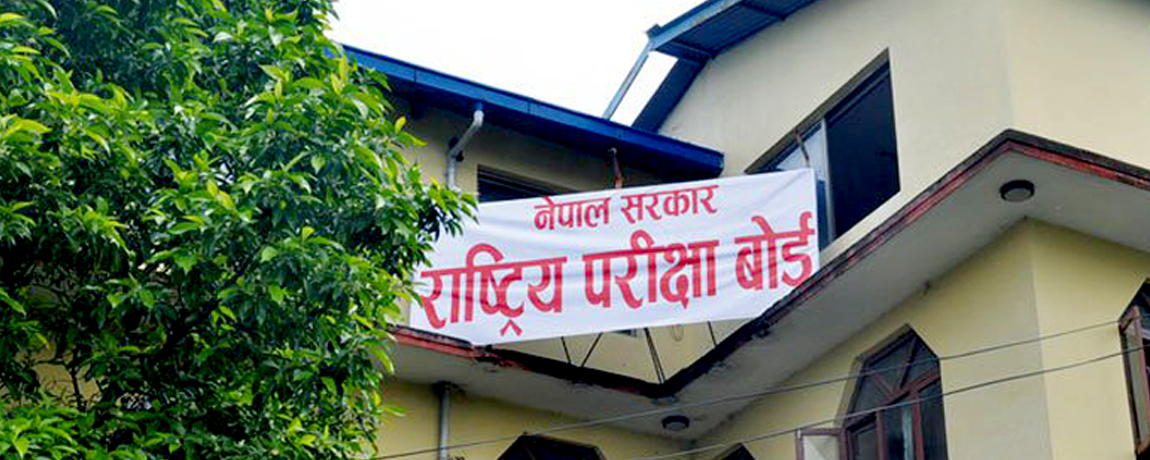 नेपाल सरकार
राष्ट्रिय परीक्षा बोर्ड